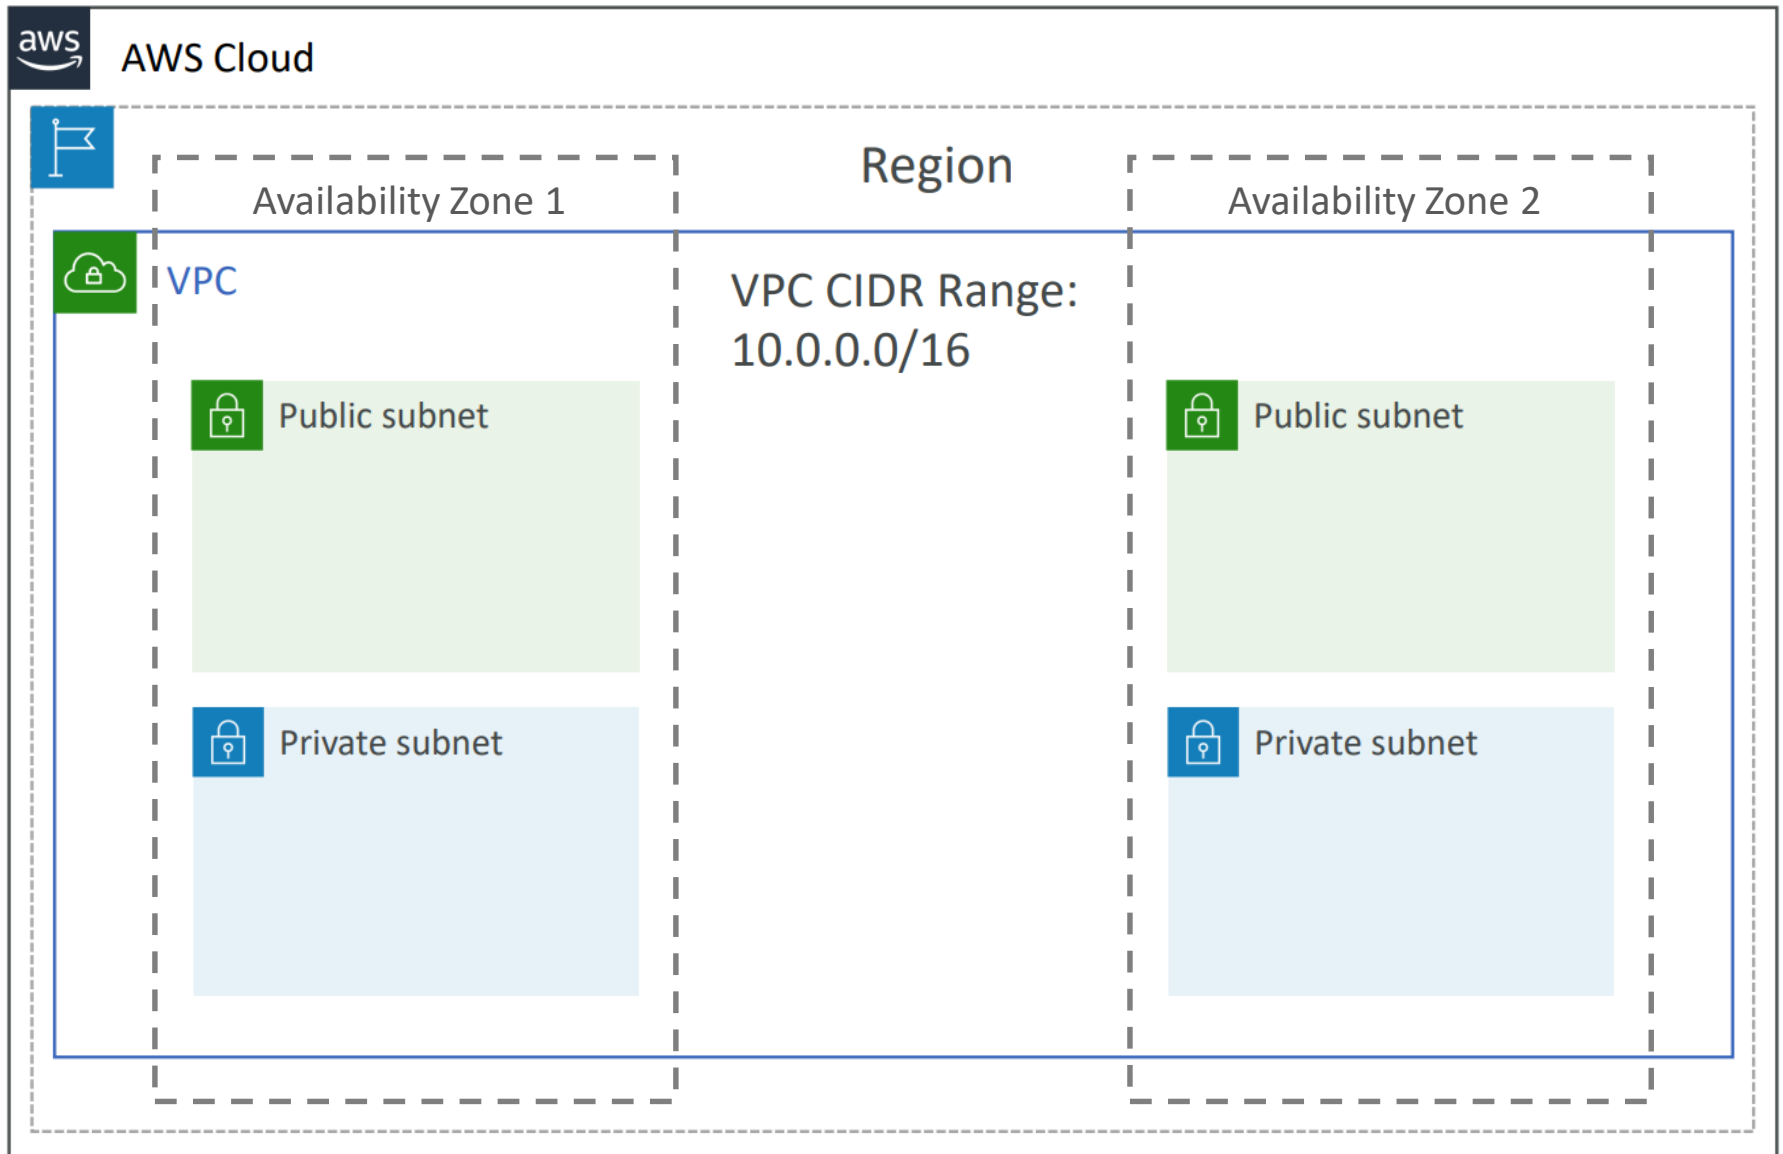 aws
AWS Cloud
Region
Availability Zone 1
Availability Zone 2
VPC
VPC CIDR Range:
10.0.0.0/16
Public subnet
Public subnet
Private subnet
Private subnet